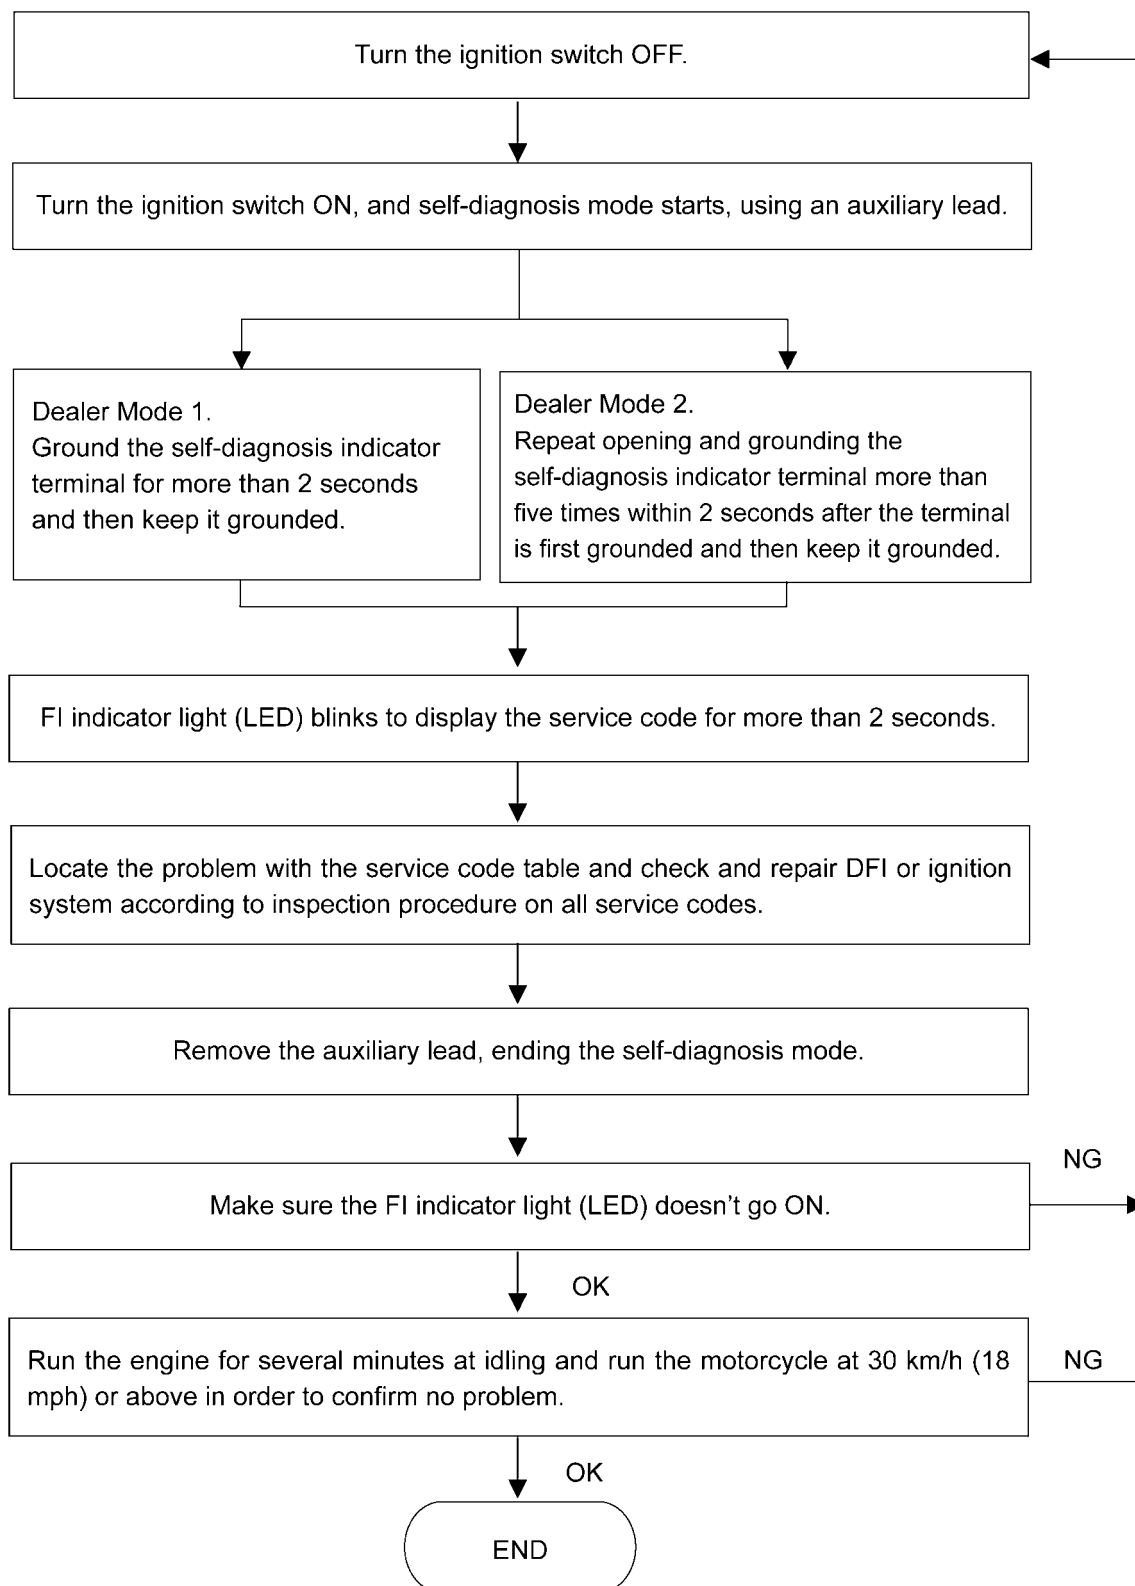 Turn the ignition switch OFF.
Turn the ignition switch ON, and self-diagnosis mode starts, using an auxiliary lead.
Dealer Mode 1.
Ground the self-diagnosis indicator
terminal for more than 2 seconds
and then keep it grounded.
Dealer Mode 2.
Repeat opening and grounding the
self-diagnosis indicator terminal more than
five times within 2 seconds after the terminal
is first grounded and then keep it grounded.
FI indicator light (LED) blinks to display the service code for more than 2 seconds.
Locate the problem with the service code table and check and repair DFI or ignition
system according to inspection procedure on all service codes.
Remove the auxiliary lead, ending the self-diagnosis mode.
NG
Make sure the FI indicator light (LED) doesn’t go ON.
OK
Run the engine for several minutes at idling and run the motorcycle at 30 km/h (18
mph) or above in order to confirm no problem.
NG
OK
END